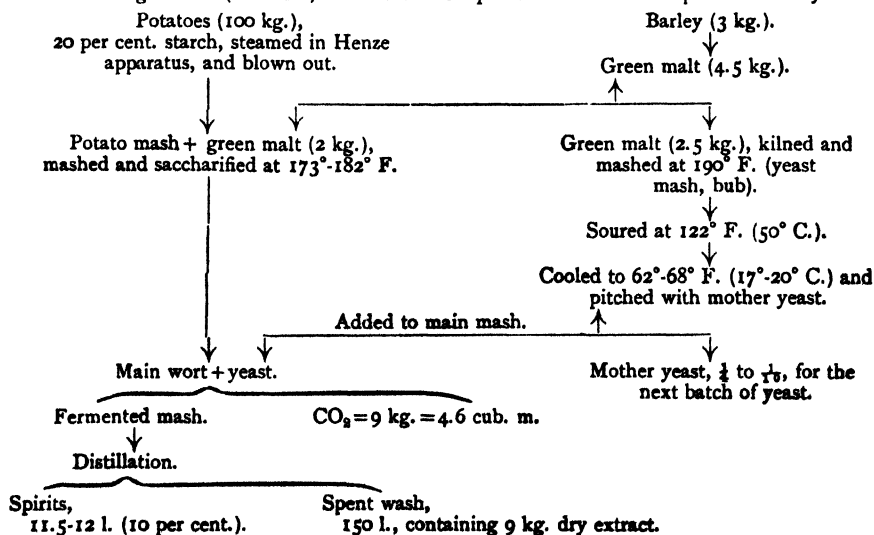 Potatoes (100 kg.),
20 per cent. starch, steamed in Henze
apparatus, and blown out.
Barley (3 kg.).
Green malt (4.5 kg.).
Potato mash + green malt (2 kg.),
mashed and saccharified at 173°-182° F.
Green malt (2.5 kg.), kilned and
mashed at 190° F. (yeast
mash, bub).
Soured at 122° F. (50° C.).
Cooled to 62°-68° F. (17°-20° C.) and
pitched with mother yeast.
Added to main mash.
Main wort + yeast.
Mother yeast, to for the
next batch of yeast.
Fermented mash.
CO₂ = 9 kg. = 4.6 cub. m.
Distillation.
Spirits,
11.5-12 l. (10 per cent.).
Spent wash,
150 l., containing 9 kg. dry extract.